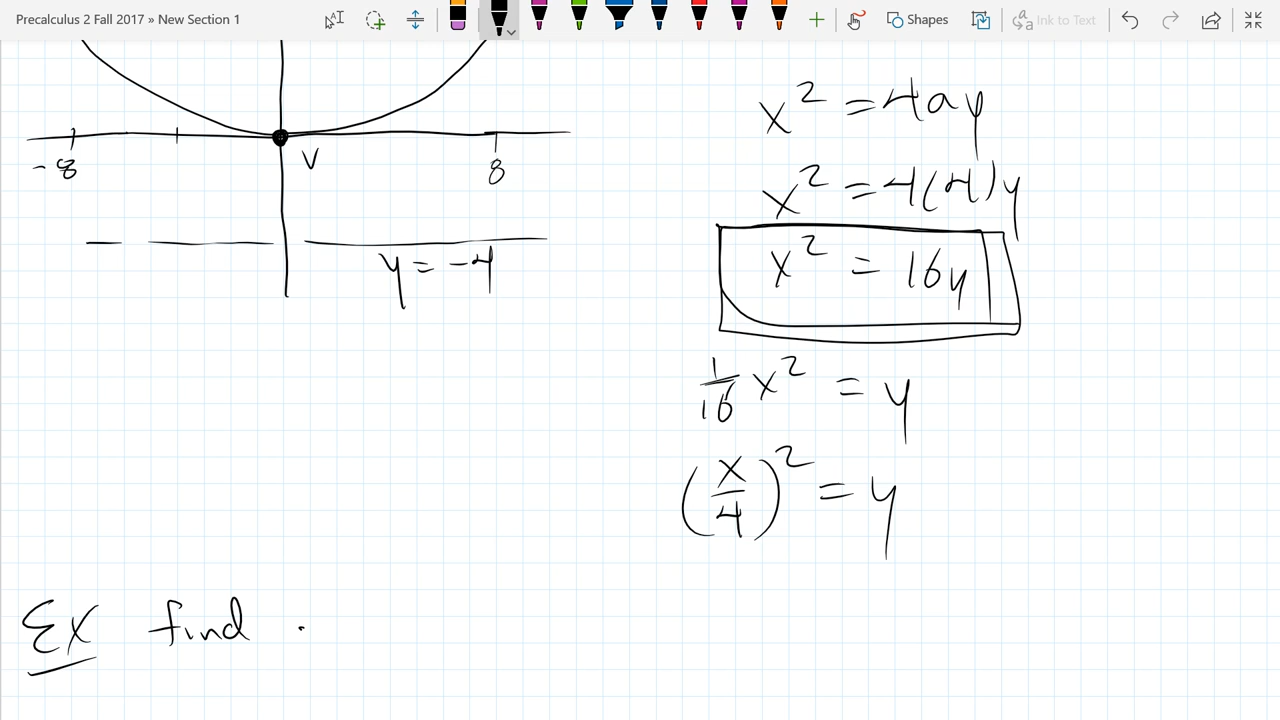 Precalculus 2 Fall 2017 » New Section 1
Shapes
Ink to Text
-8
V
8
y = -4
x² = 4ay
x² = 4(4)y
x² = 16y
1/16 x² = y
(x/4)² = y
EX find